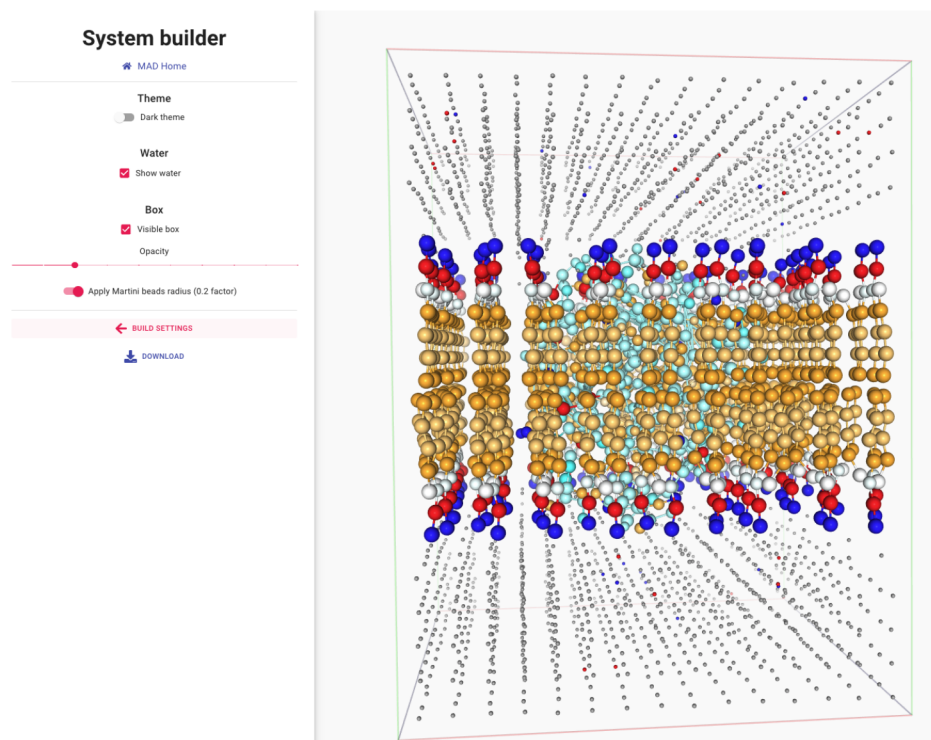 System builder
MAD Home
Theme
Dark theme
Water
Show water
Box
Visible box
Opacity
Apply Martini beads radius (0.2 factor)
BUILD SETTINGS
DOWNLOAD